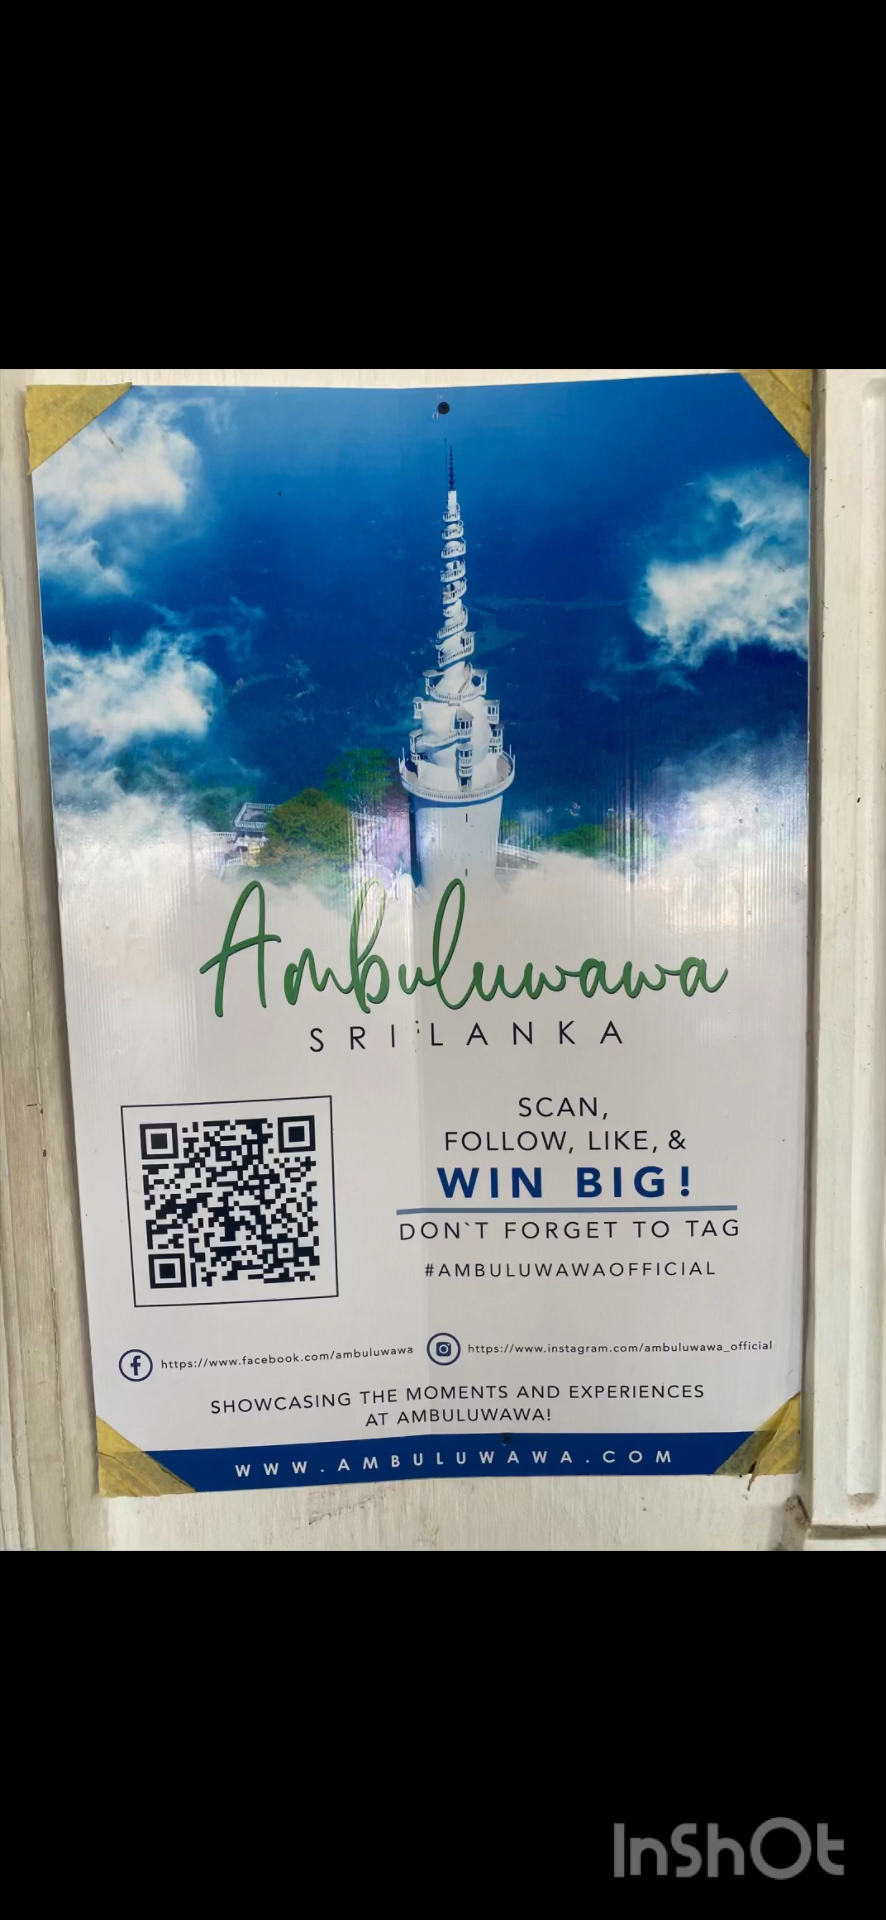 Ambuluwawa
SRI LANKA
SCAN,
FOLLOW, LIKE, &
WIN BIG!
DON`T FORGET TO TAG
#AMBULUWAWAOFFICIAL
https://www.facebook.com/ambuluwawa
https://www.instagram.com/ambuluwawa_official
SHOWCASING THE MOMENTS AND EXPERIENCES
AT AMBULUWAWA!
WWW.AMBULUWAWA.COM
InShOt